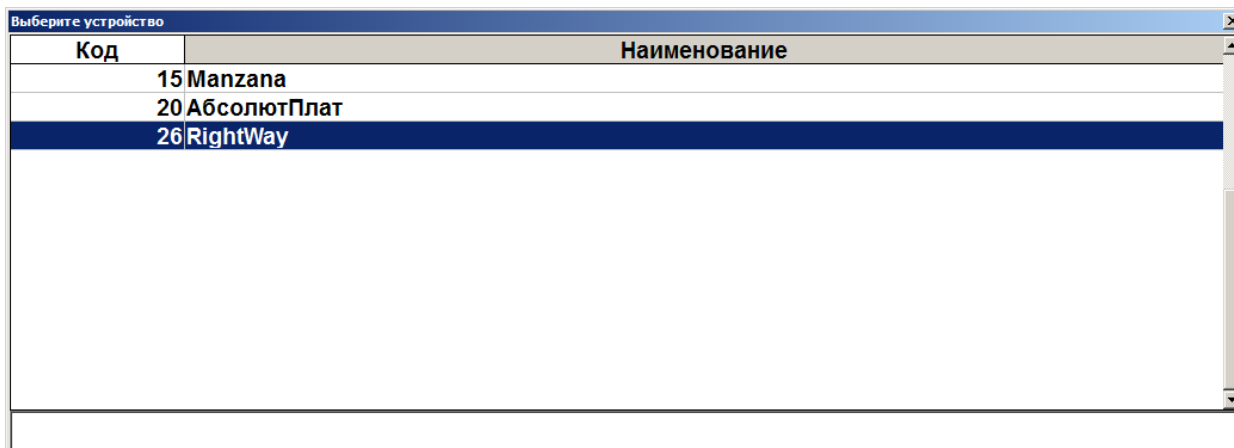 Выберите устройство
Код Наименование
15 Manzana
20 АбсолютПлат
26 RightWay